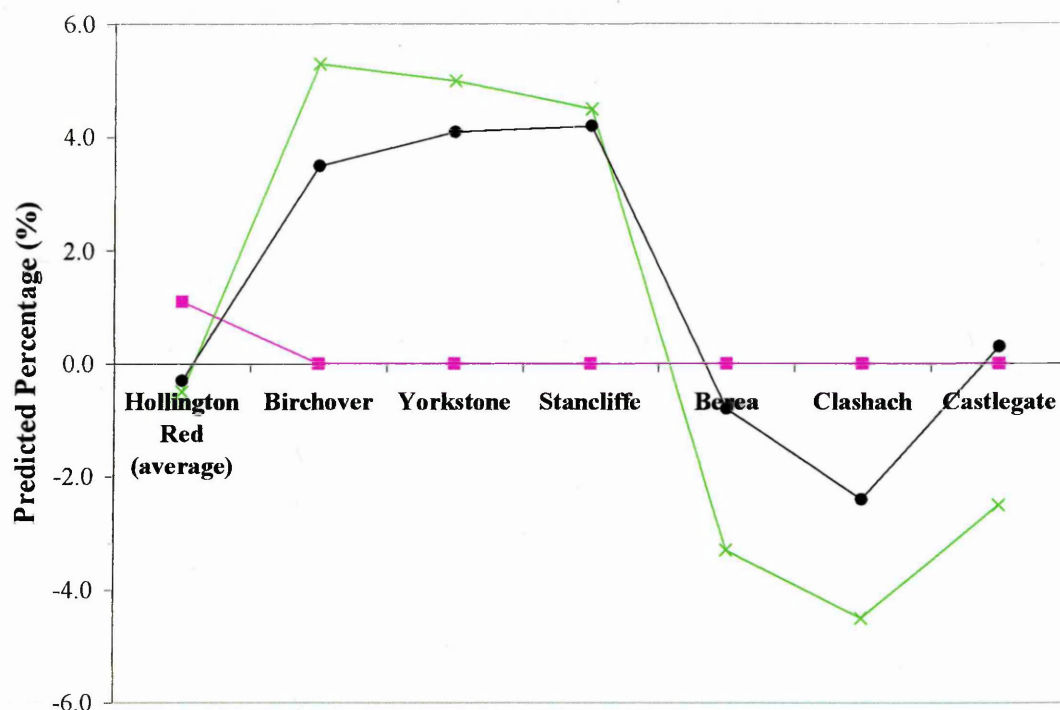 6.0
4.0
2.0
0.0
-2.0
-4.0
-6.0
Predicted Percentage (%)
Hollington Red (average)
Birchover
Yorkstone
Stancliffe
Berea
Clashach
Castlegate